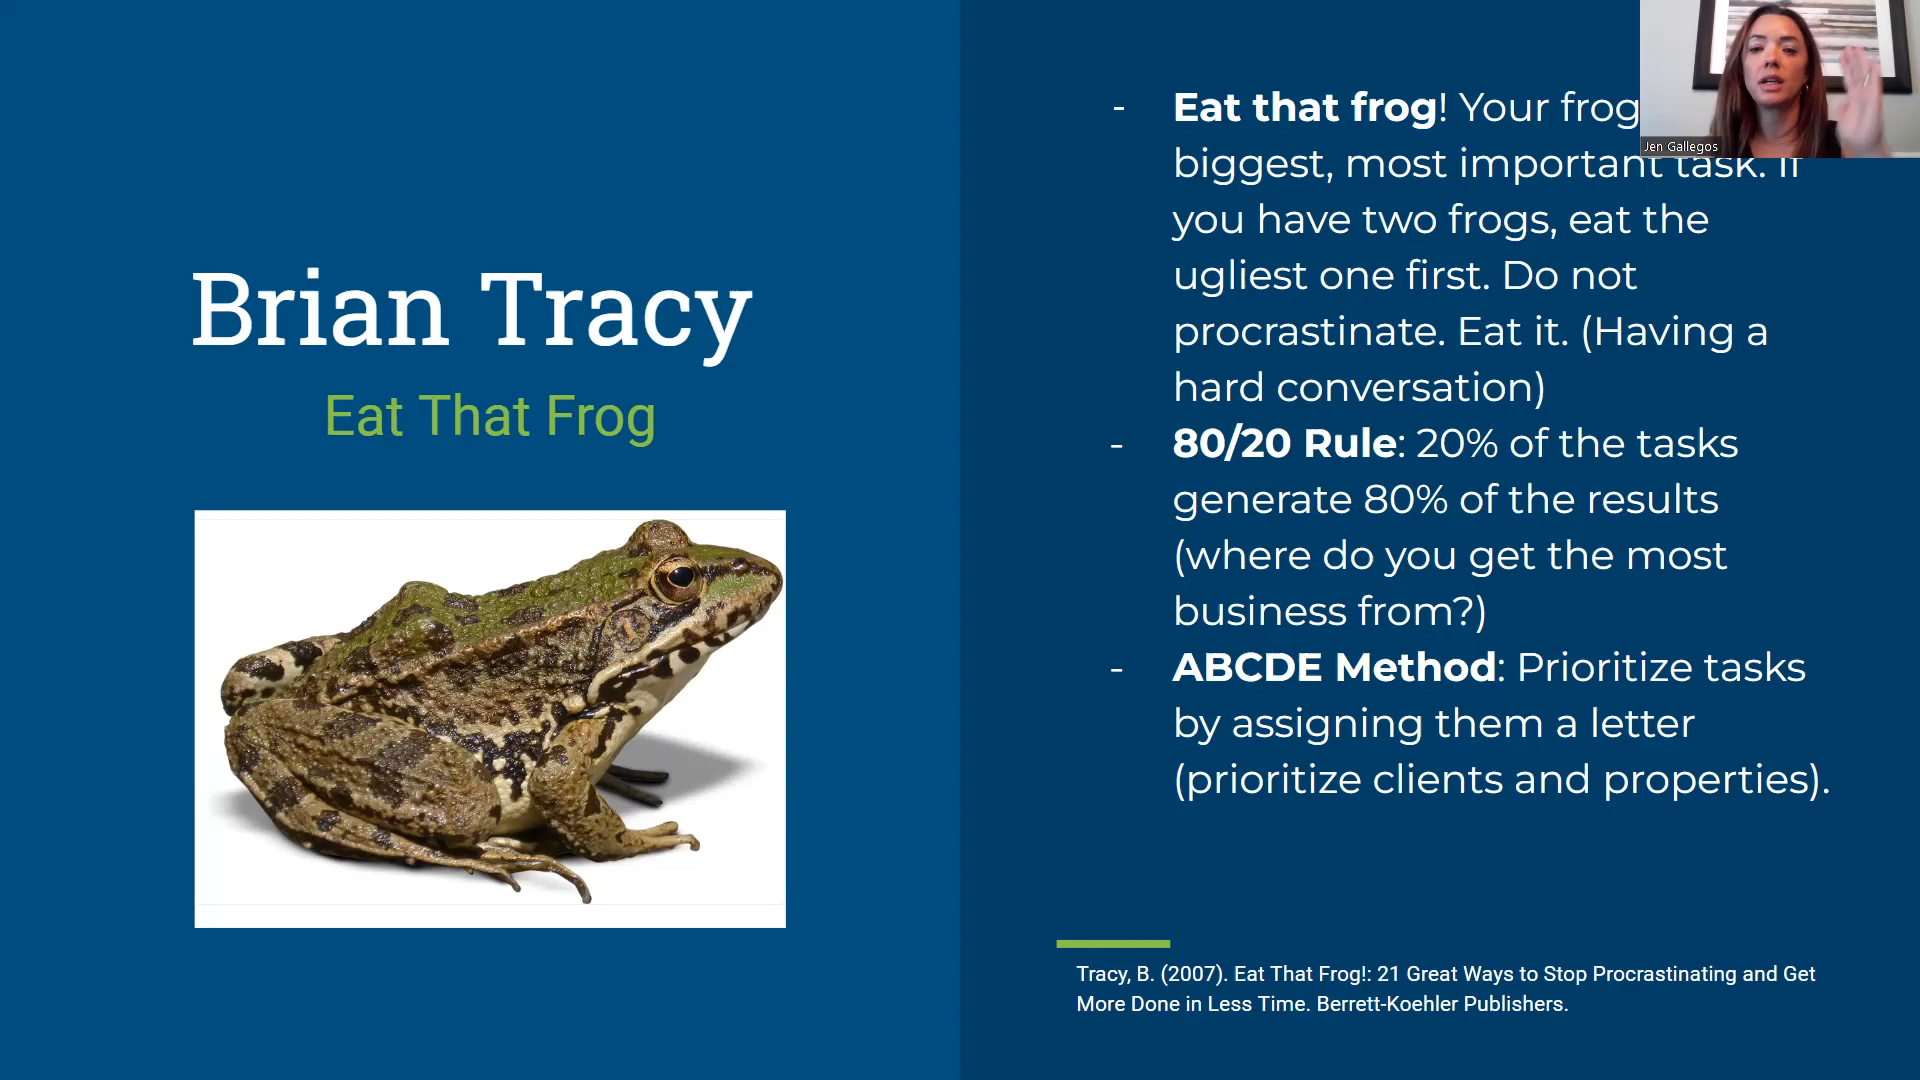 Brian Tracy
Eat That Frog
- Eat that frog! Your frog
biggest, most important task. If
you have two frogs, eat the
ugliest one first. Do not
procrastinate. Eat it. (Having a
hard conversation)
- 80/20 Rule: 20% of the tasks
generate 80% of the results
(where do you get the most
business from?)
- ABCDE Method: Prioritize tasks
by assigning them a letter
(prioritize clients and properties).
Tracy, B. (2007). Eat That Frog!: 21 Great Ways to Stop Procrastinating and Get
More Done in Less Time. Berrett-Koehler Publishers.
Jen Gallegos